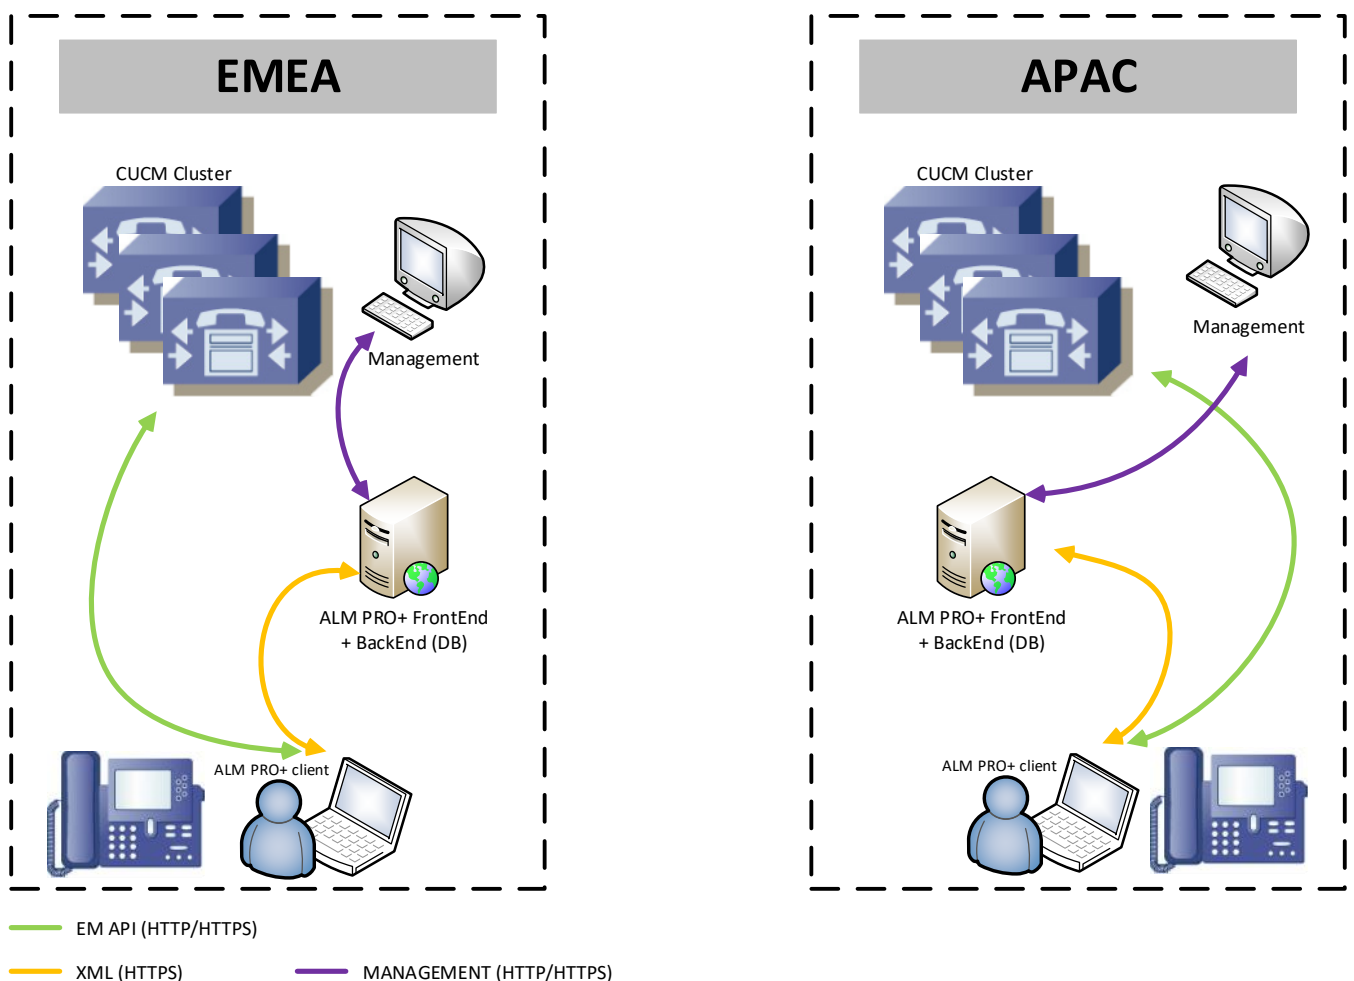 EMEA
CUCM Cluster
Management
ALM PRO+ FrontEnd
+ BackEnd (DB)
ALM PRO+ client
APAC
CUCM Cluster
Management
ALM PRO+ FrontEnd
+ BackEnd (DB)
ALM PRO+ client
EM API (HTTP/HTTPS)
XML (HTTPS)
MANAGEMENT (HTTP/HTTPS)